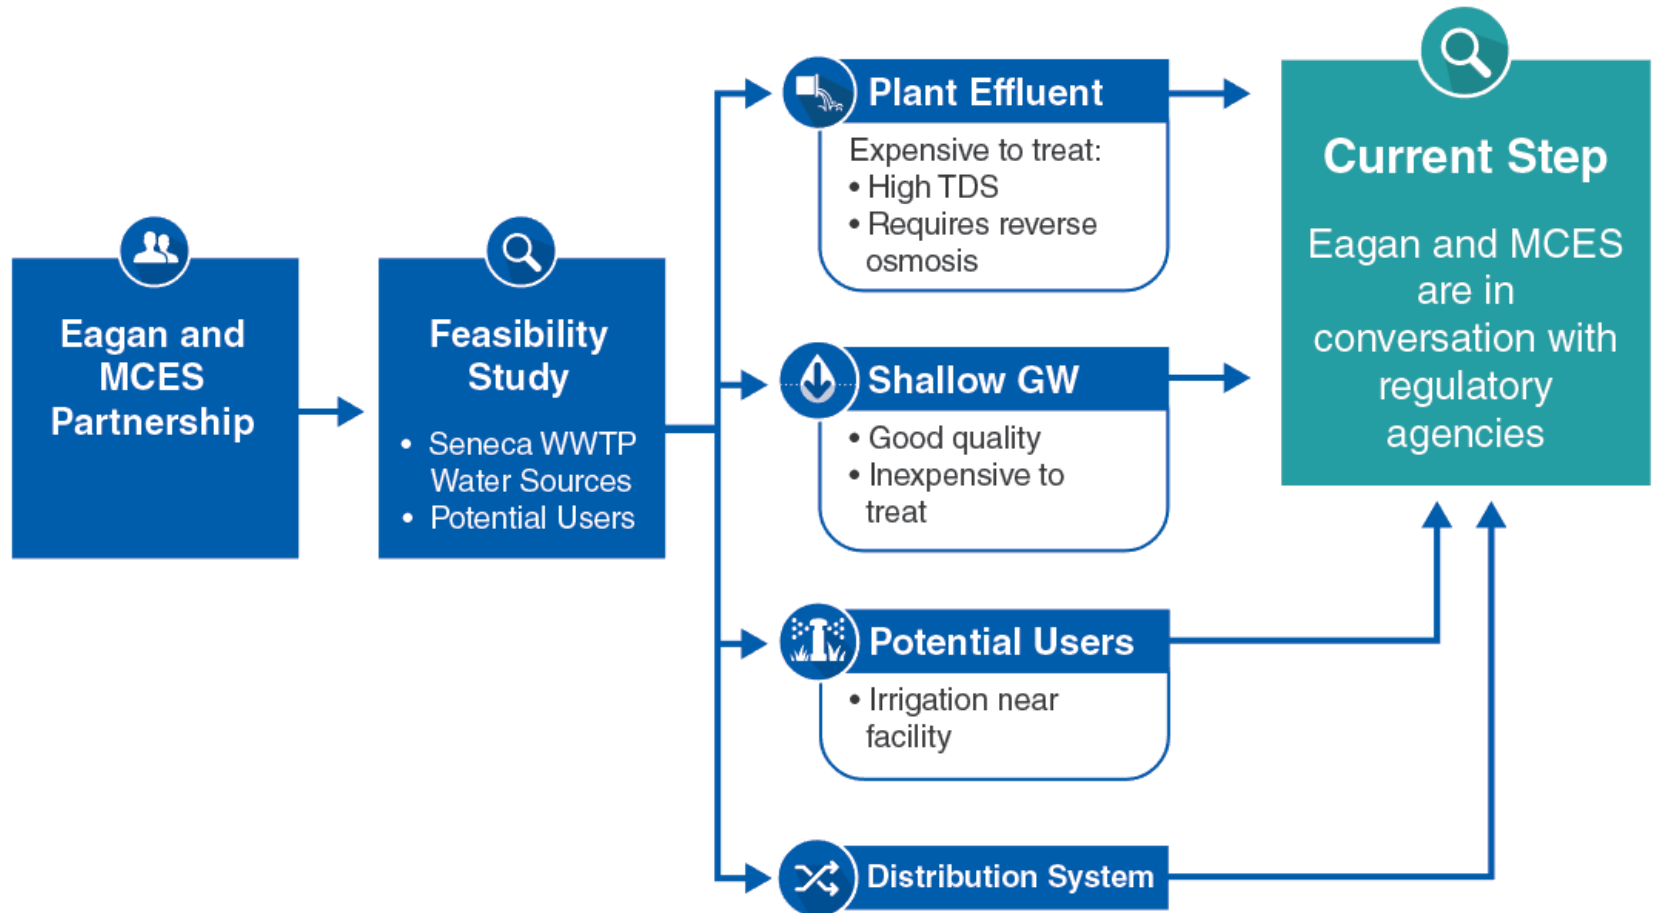 Eagan and
MCES
Partnership
Feasibility
Study
• Seneca WWTP
Water Sources
• Potential Users
Plant Effluent
Expensive to treat:
• High TDS
• Requires reverse
osmosis
Shallow GW
• Good quality
• Inexpensive to
treat
Potential Users
• Irrigation near
facility
Distribution System
Current Step
Eagan and MCES
are in
conversation with
regulatory
agencies